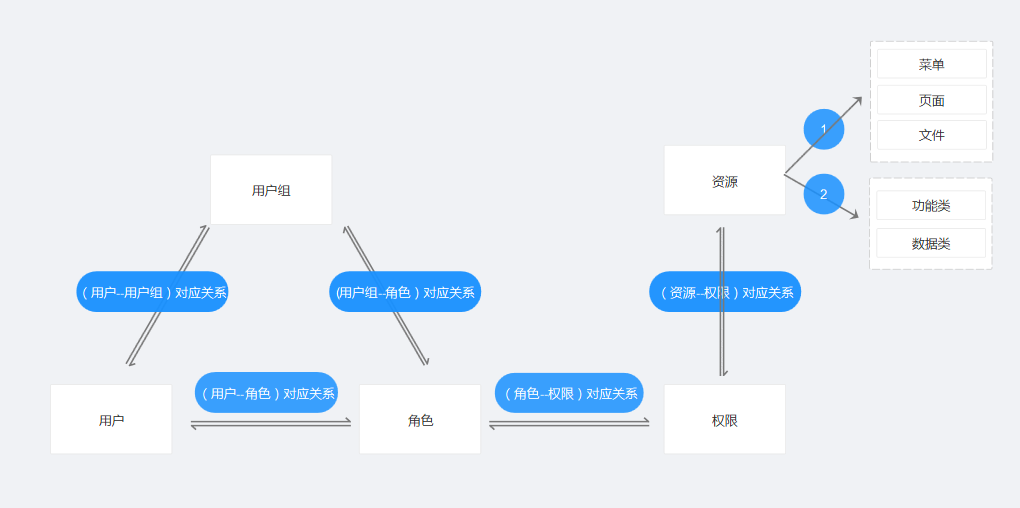 菜单
1
页面
文件
资源
用户组
2
功能类
数据类
（用户--用户组）对应关系
(用户组--角色）对应关系
（资源--权限）对应关系
（用户--角色）对应关系
（角色--权限）对应关系
用户
角色
权限